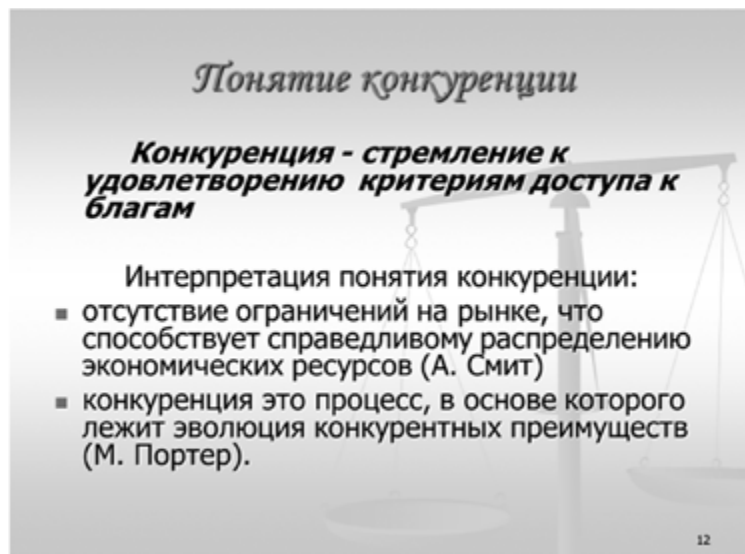 Понятие конкуренции
Конкуренция - стремление к
удовлетворению критериям доступа к
благам
Интерпретация понятия конкуренции:
отсутствие ограничений на рынке, что
способствует справедливому распределению
экономических ресурсов (А. Смит)
конкуренция это процесс, в основе которого
лежит эволюция конкурентных преимуществ
(М. Портер).
12